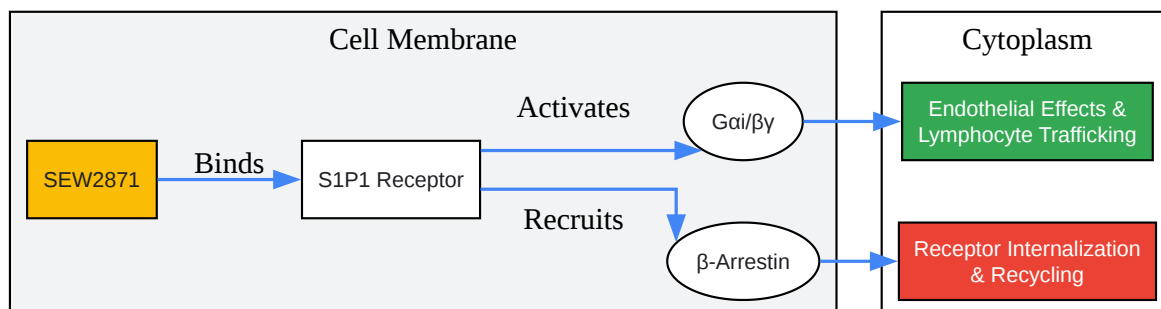 Cell Membrane
Cytoplasm
Activates
Gαi/βγ
Endothelial Effects &
Lymphocyte Trafficking
SEW2871
Binds
S1P1 Receptor
Recruits
β-Arrestin
Receptor Internalization
& Recycling